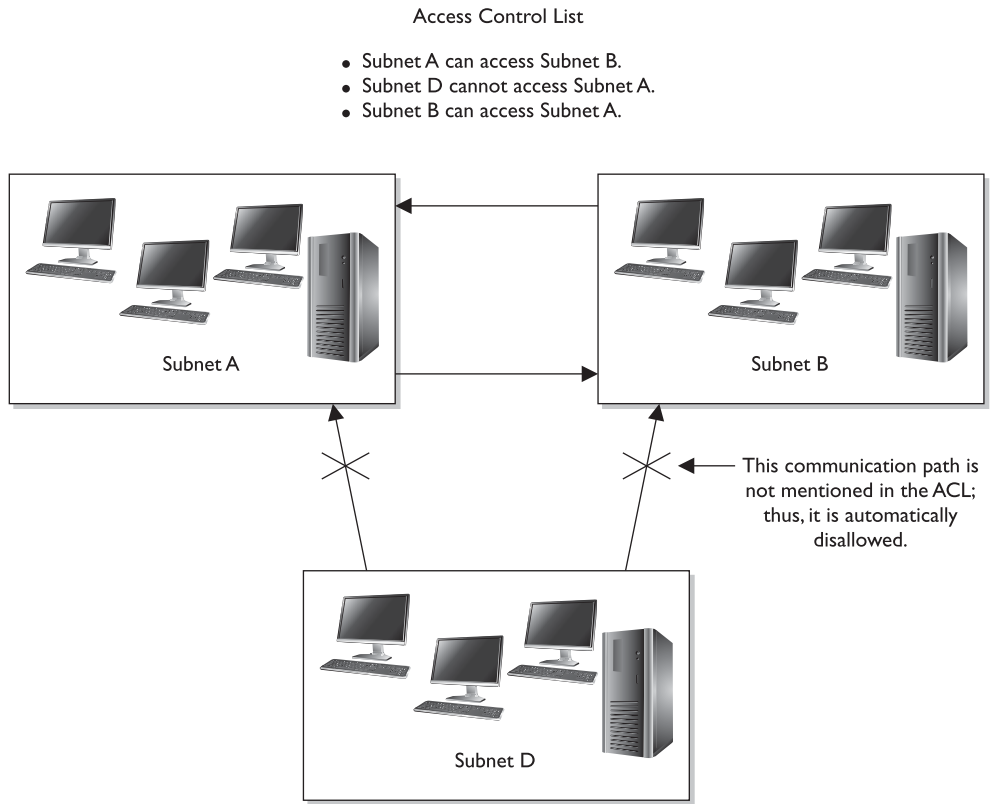 Access Control List
• Subnet A can access Subnet B.
• Subnet D cannot access Subnet A.
• Subnet B can access Subnet A.
Subnet A
Subnet B
This communication path is
not mentioned in the ACL;
thus, it is automatically
disallowed.
Subnet D